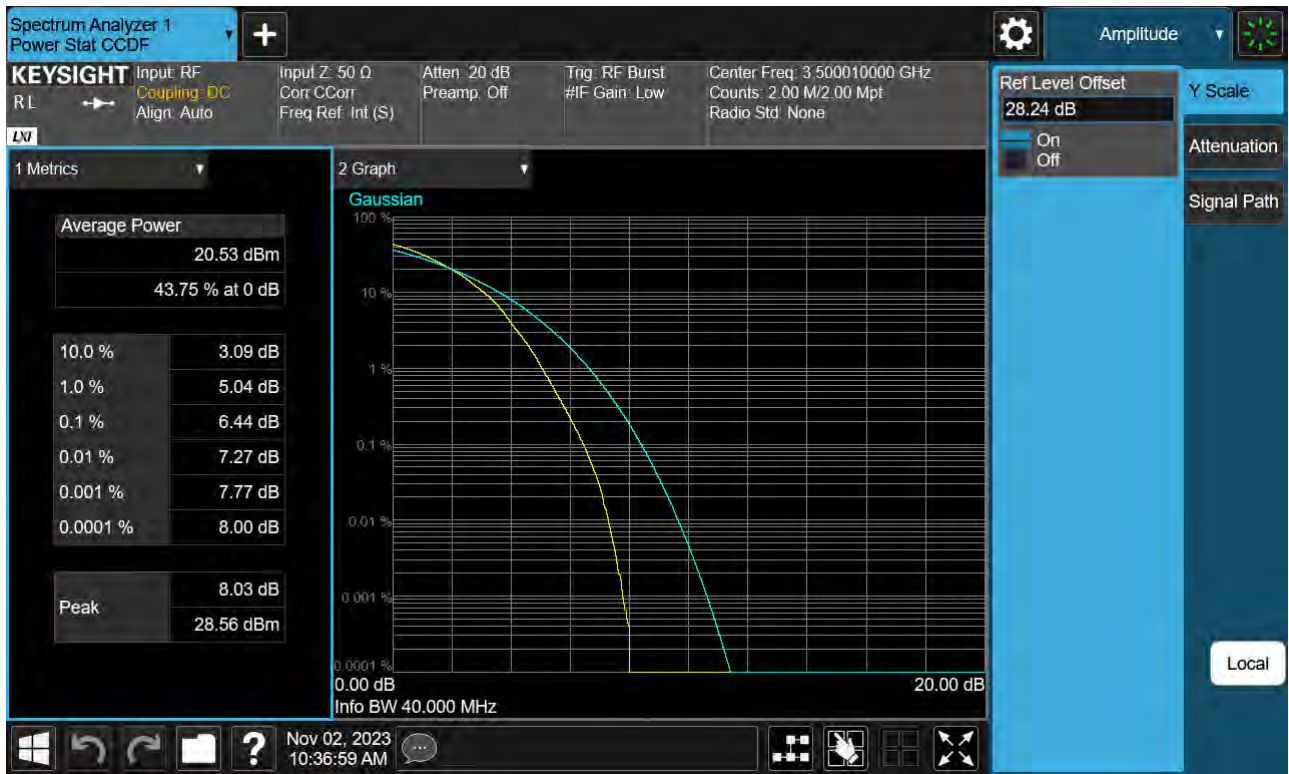 Spectrum Analyzer 1
Power Stat CCDF
+
Amplitude
KEYSIGHT
RL
LXI
Input: RF
Coupling: DC
Align: Auto
Input Z: 50 Ω
Corr CCorr
Freq Ref: Int (S)
Atten: 20 dB
Preamp: Off
Trig: RF Burst
#IF Gain: Low
Center Freq: 3.500010000 GHz
Counts: 2.00 M/2.00 Mpt
Radio Std: None
Ref Level Offset
28.24 dB
On
Off
Y Scale
Attenuation
Signal Path
Local
1 Metrics
Average Power
20.53 dBm
43.75 % at 0 dB
10.0 % 3.09 dB
1.0 % 5.04 dB
0.1 % 6.44 dB
0.01 % 7.27 dB
0.001 % 7.77 dB
0.0001 % 8.00 dB
Peak
8.03 dB
28.56 dBm
2 Graph
Gaussian
100 %
10 %
1 %
0.1 %
0.01 %
0.001 %
0.0001 %
0.00 dB 20.00 dB
Info BW 40.000 MHz
?
Nov 02, 2023
10:36:59 AM